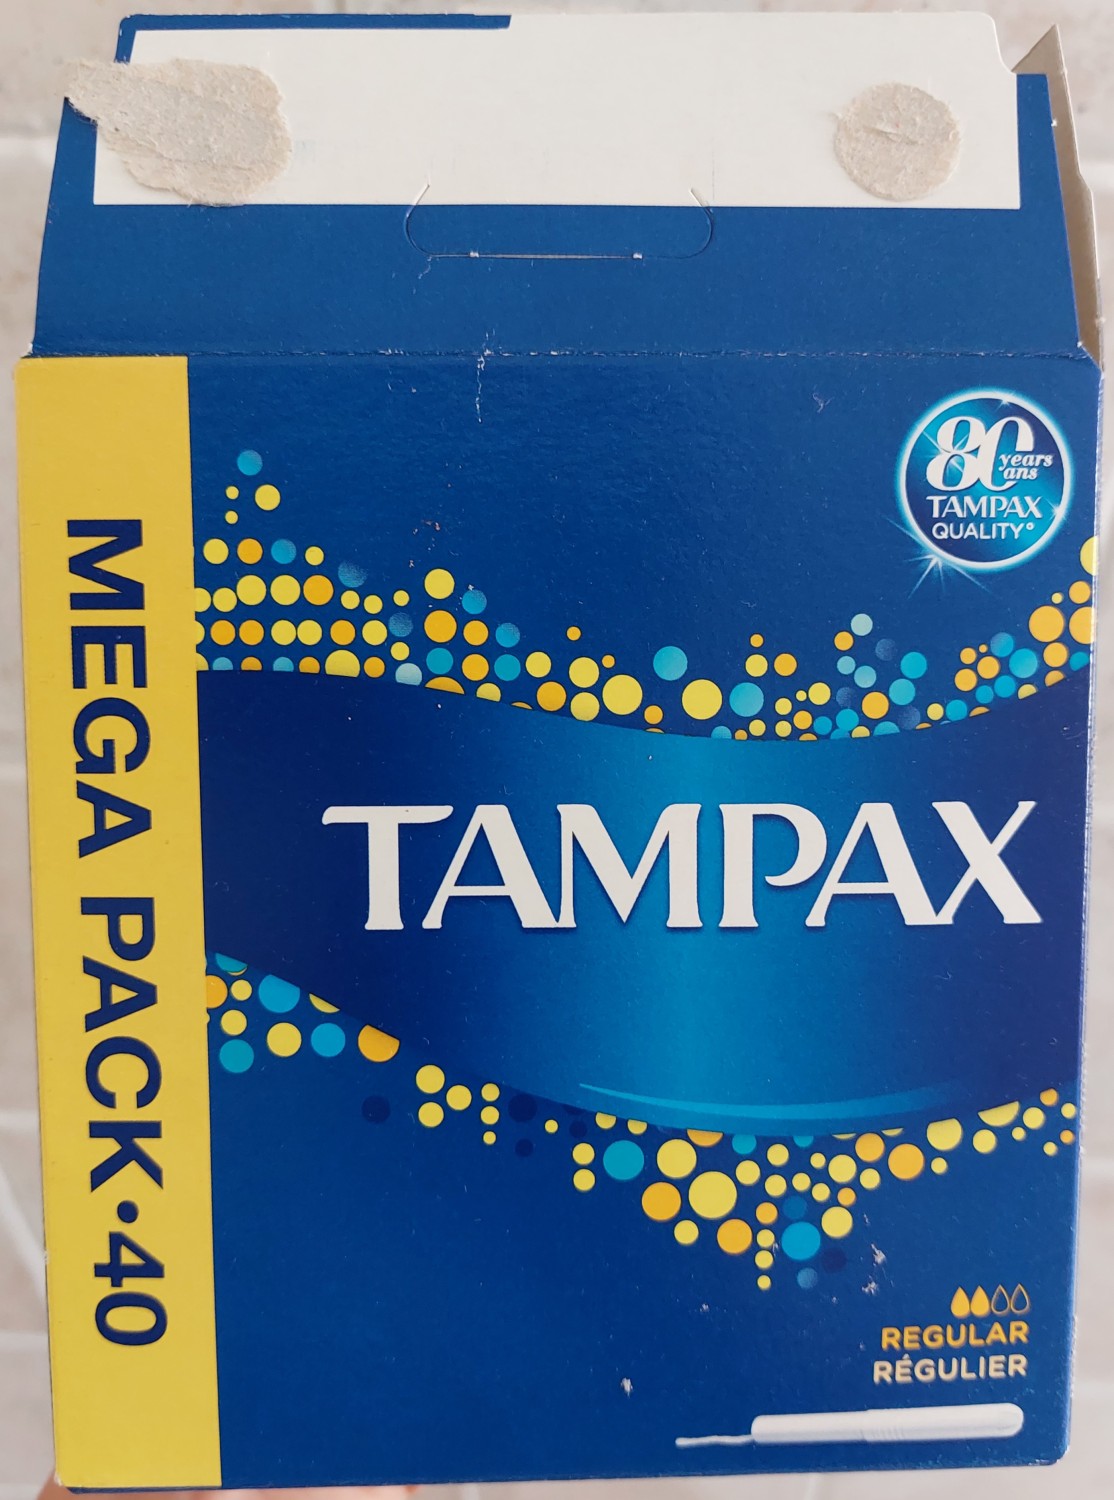 80
years
ans
TAMPAX
QUALITY°
MEGA PACK•40
TAMPAX
REGULAR
RÉGULIER